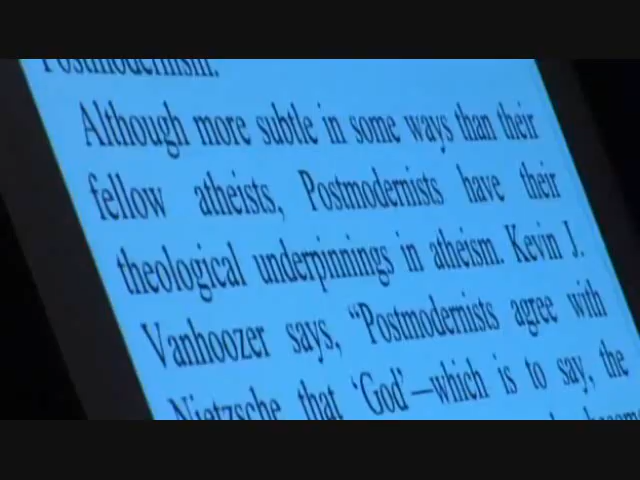 Postmodernism.
Although more subtle in some ways than their
fellow atheists, Postmodernists have their
theological underpinnings in atheism. Kevin J.
Vanhoozer says, “Postmodernists agree with
Nietzsche that ‘God’—which is to say, the